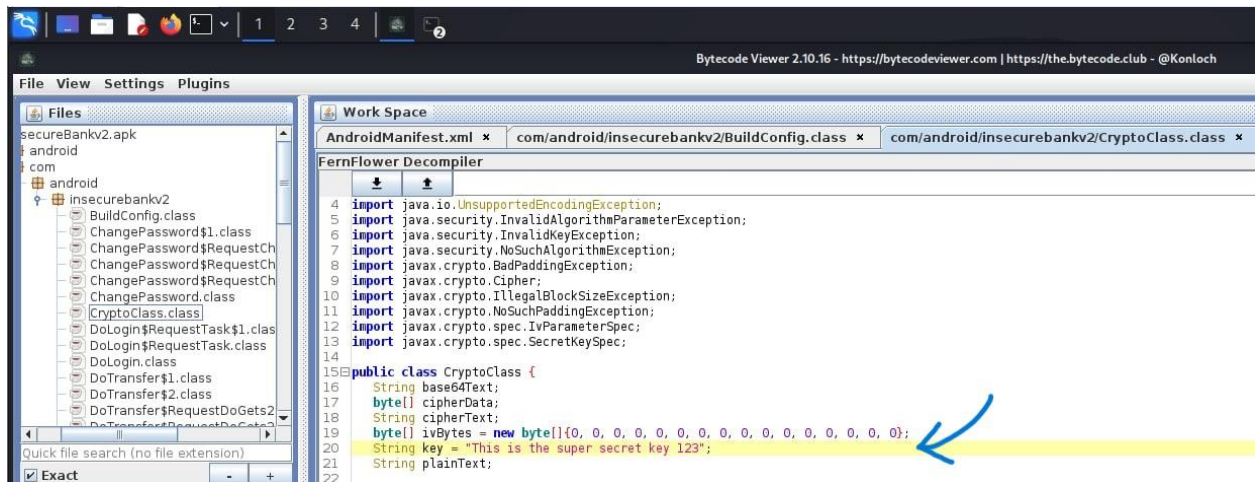 1 2 3 4 2
Bytecode Viewer 2.10.16 - https://bytecodeviewer.com | https://the.bytecode.club - @Konloch
File View Settings Plugins
Files
secureBankv2.apk
android
com
android
insecurebankv2
BuildConfig.class
ChangePassword$1.class
ChangePassword$RequestCh
ChangePassword$RequestCh
ChangePassword$RequestCh
ChangePassword.class
CryptoClass.class
DoLogin$RequestTask$1.clas
DoLogin$RequestTask.class
DoLogin.class
DoTransfer$1.class
DoTransfer$2.class
DoTransfer$RequestDoGets2
DoTransfer$RequestDoGets2
Quick file search (no file extension)
Exact - +
Work Space
AndroidManifest.xml × com/android/insecurebankv2/BuildConfig.class × com/android/insecurebankv2/CryptoClass.class ×
FernFlower Decompiler
4 import java.io.UnsupportedEncodingException;
5 import java.security.InvalidAlgorithmParameterException;
6 import java.security.InvalidKeyException;
7 import java.security.NoSuchAlgorithmException;
8 import javax.crypto.BadPaddingException;
9 import javax.crypto.Cipher;
10 import javax.crypto.IllegalBlockSizeException;
11 import javax.crypto.NoSuchPaddingException;
12 import javax.crypto.spec.IvParameterSpec;
13 import javax.crypto.spec.SecretKeySpec;
14
15 public class CryptoClass {
16 String base64Text;
17 byte[] cipherData;
18 String cipherText;
19 byte[] ivBytes = new byte[]{0, 0, 0, 0, 0, 0, 0, 0, 0, 0, 0, 0, 0, 0, 0, 0};
20 String key = "This is the super secret key 123";
21 String plainText;
22